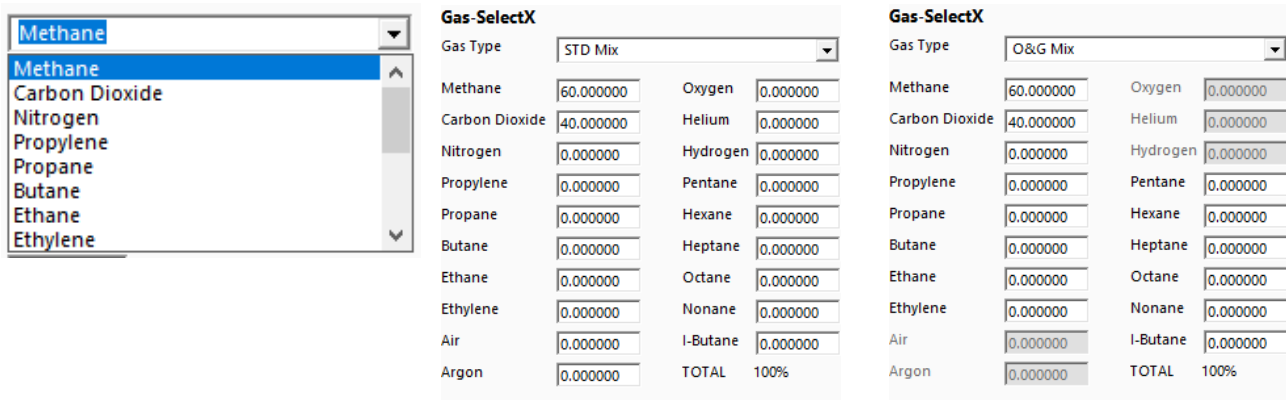 Methane
Methane
Carbon Dioxide
Nitrogen
Propylene
Propane
Butane
Ethane
Ethylene
Gas-SelectX
Gas Type STD Mix
Methane 60.000000 Oxygen 0.000000
Carbon Dioxide 40.000000 Helium 0.000000
Nitrogen 0.000000 Hydrogen 0.000000
Propylene 0.000000 Pentane 0.000000
Propane 0.000000 Hexane 0.000000
Butane 0.000000 Heptane 0.000000
Ethane 0.000000 Octane 0.000000
Ethylene 0.000000 Nonane 0.000000
Air 0.000000 I-Butane 0.000000
Argon 0.000000 TOTAL 100%
Gas-SelectX
Gas Type O&G Mix
Methane 60.000000 Oxygen 0.000000
Carbon Dioxide 40.000000 Helium 0.000000
Nitrogen 0.000000 Hydrogen 0.000000
Propylene 0.000000 Pentane 0.000000
Propane 0.000000 Hexane 0.000000
Butane 0.000000 Heptane 0.000000
Ethane 0.000000 Octane 0.000000
Ethylene 0.000000 Nonane 0.000000
Air 0.000000 I-Butane 0.000000
Argon 0.000000 TOTAL 100%